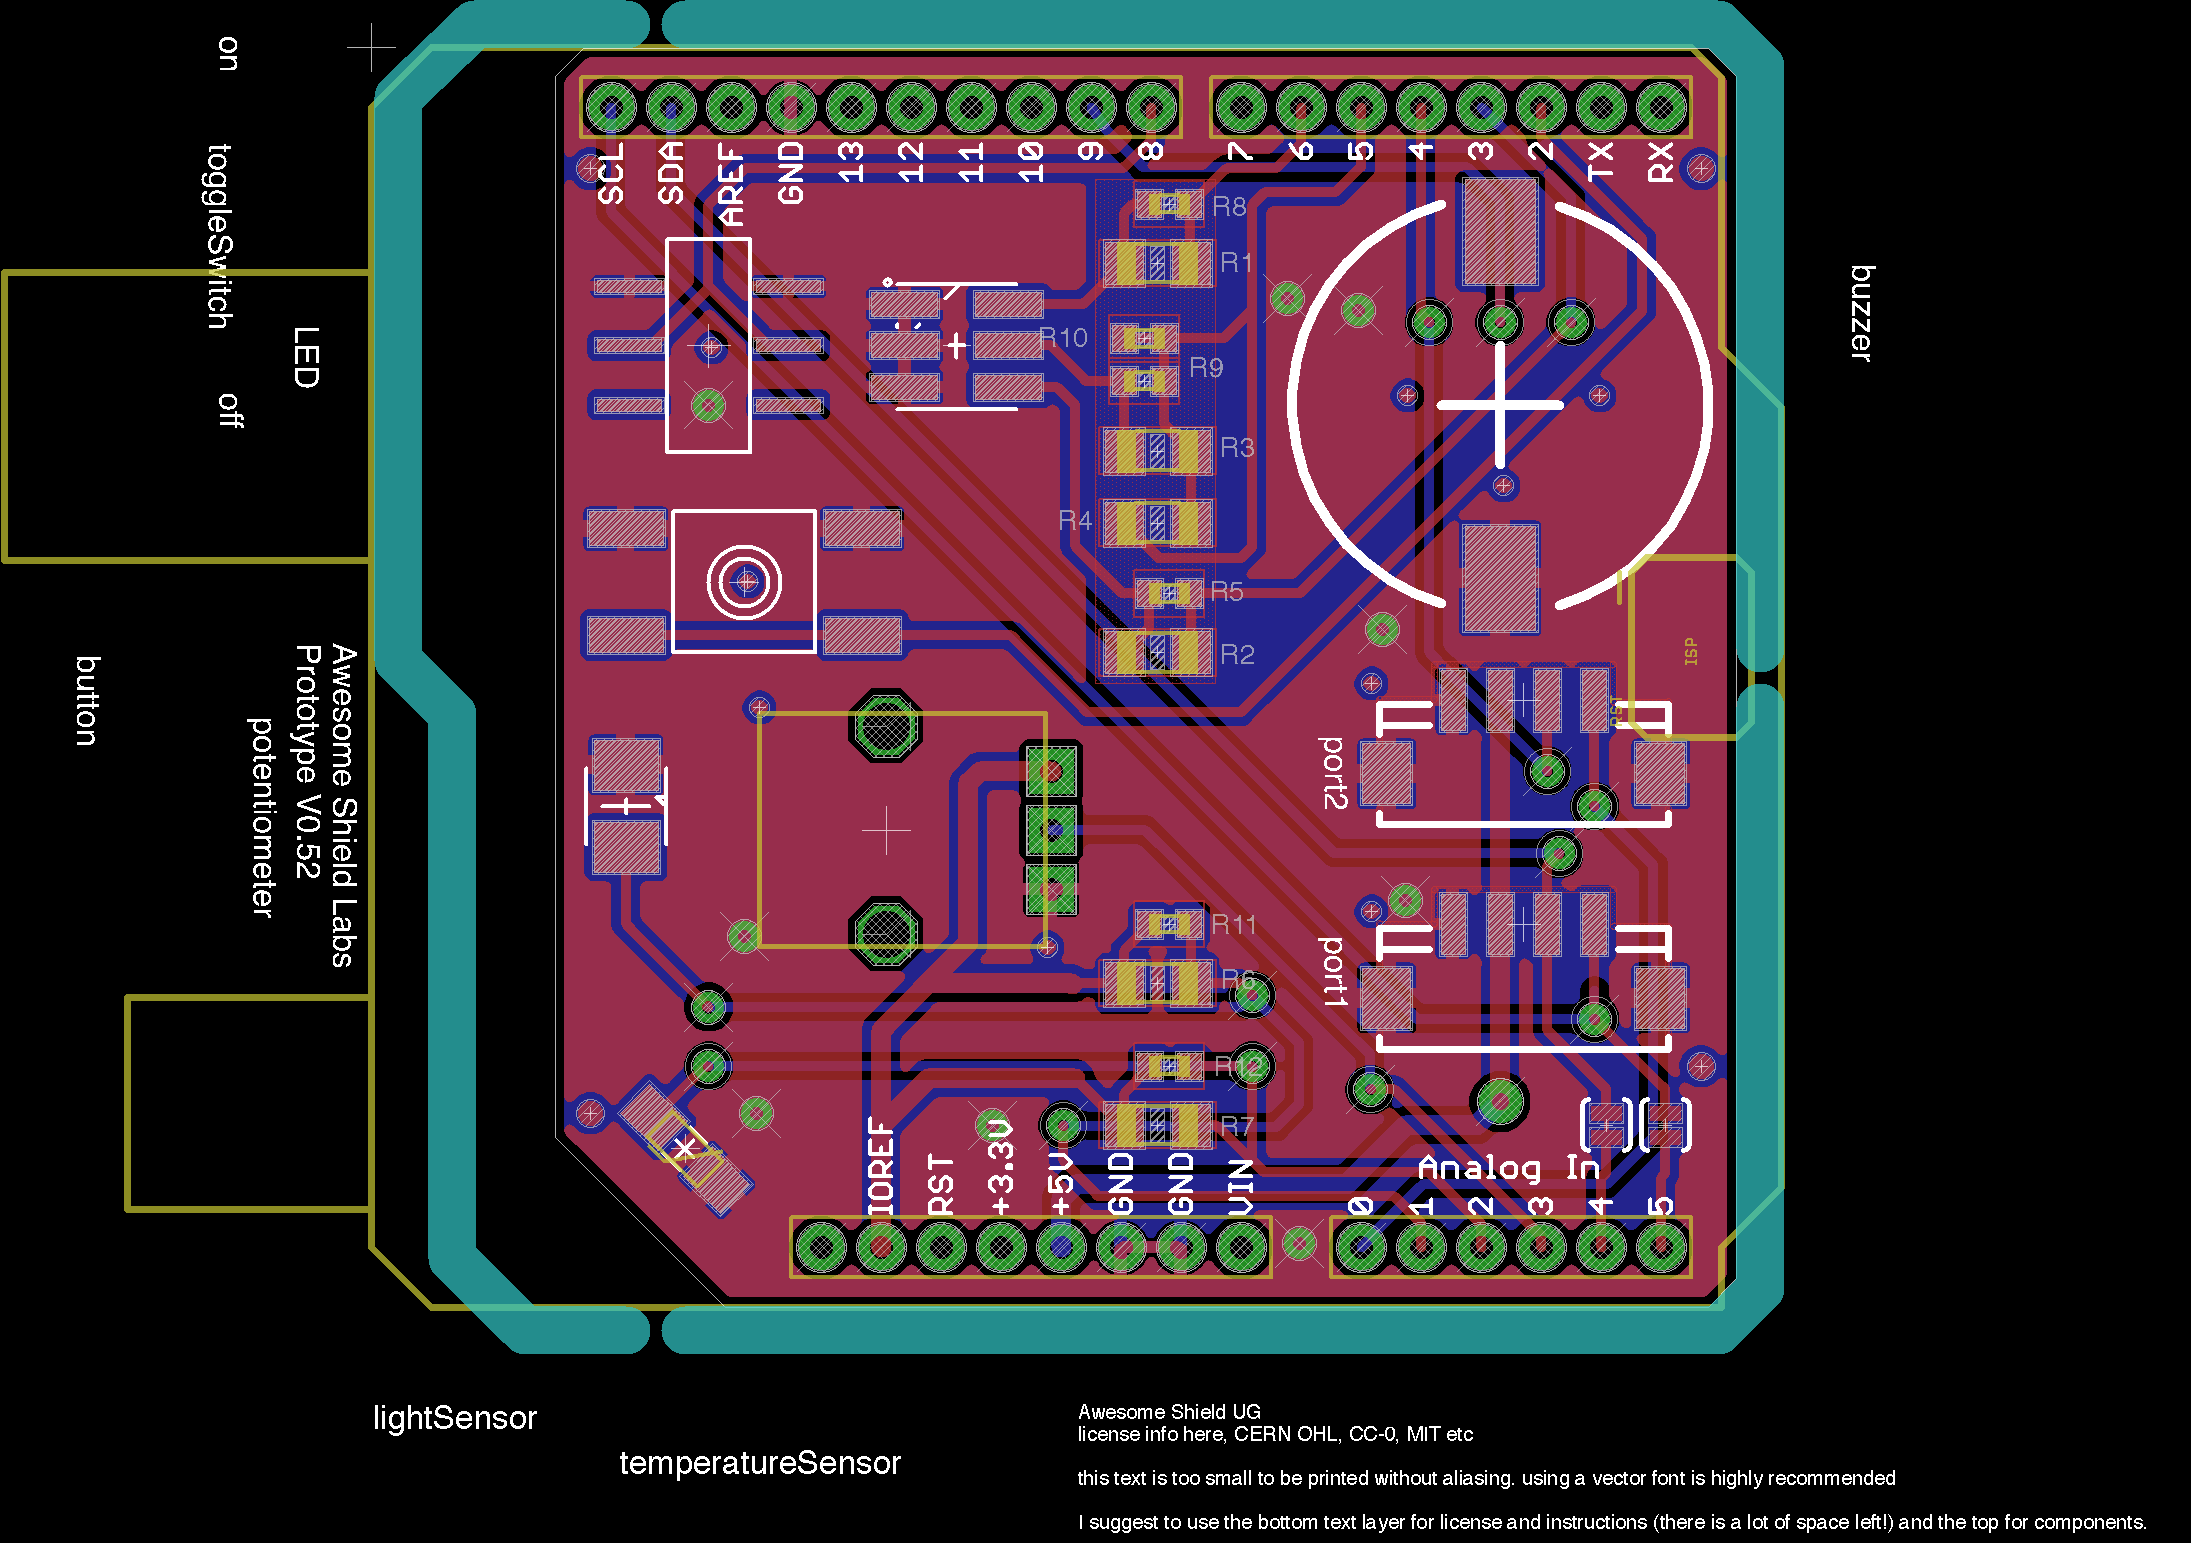 on
toggleSwitch
LED
off
buzzer
SCL
SDA
AREF
GND
13
12
11
10
9
8
7
6
5
4
3
2
TX
RX
R8
R1
R10
R9
R3
R4
R5
R2
ISP
RST
button
Awesome Shield Labs
Prototype V0.52
potentiometer
port2
port1
R11
R6
R12
R7
IOREF
RST
+3.3V
+5V
GND
GND
VIN
Analog In
0
1
2
3
4
5
lightSensor
temperatureSensor
Awesome Shield UG
license info here, CERN OHL, CC-0, MIT etc
this text is too small to be printed without aliasing. using a vector font is highly recommended
I suggest to use the bottom text layer for license and instructions (there is a lot of space left!) and the top for components.